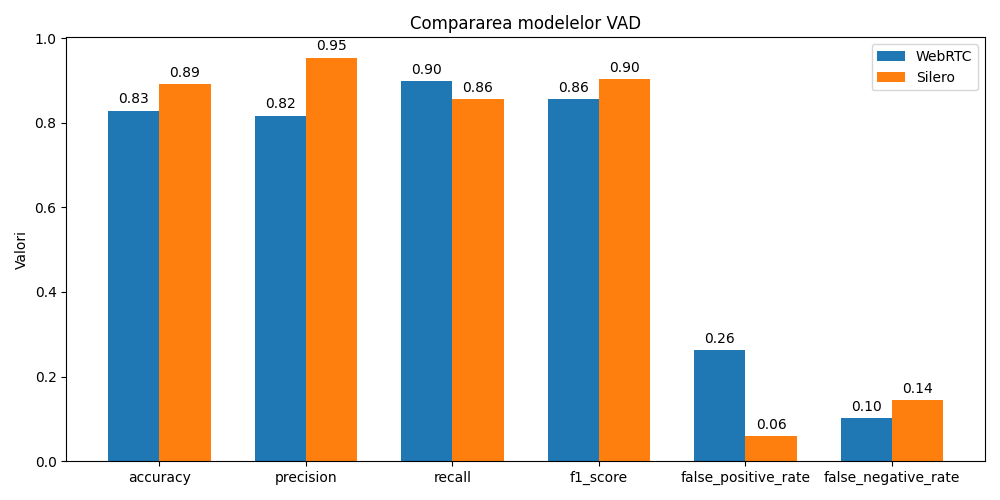 Compararea modelelor VAD
Valori
1.0
0.8
0.6
0.4
0.2
0.0
0.83
0.89
0.82
0.95
0.90
0.86
0.86
0.90
0.26
0.06
0.10
0.14
WebRTC
Silero
accuracy
precision
recall
f1_score
false_positive_rate
false_negative_rate